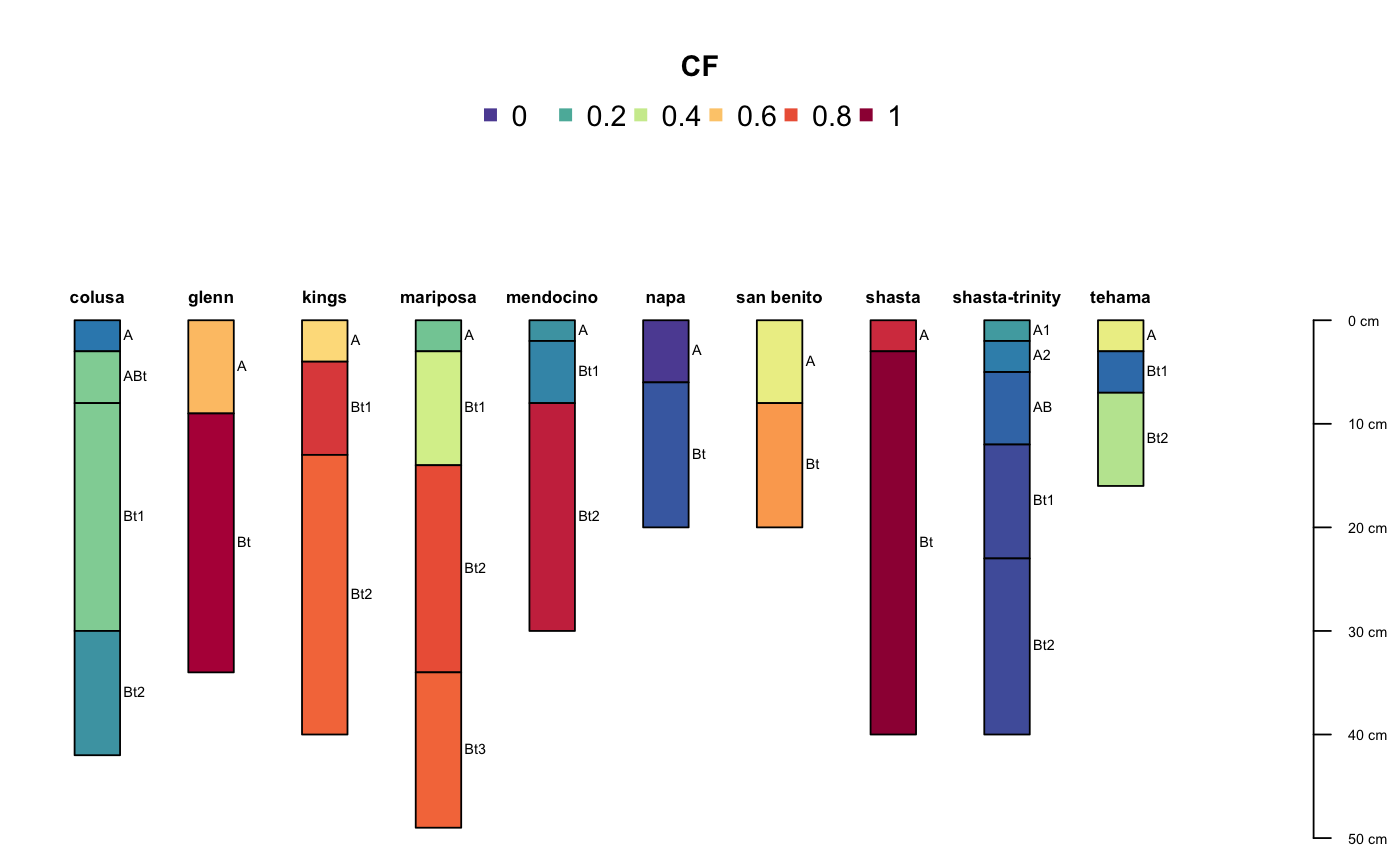 CF
0 0.2 0.4 0.6 0.8 1
colusa glenn kings mariposa mendocino napa san benito shasta shasta-trinity tehama
A ABt Bt1 Bt2
A Bt
A Bt1 Bt2
A Bt1 Bt2 Bt3
A Bt1 Bt2
A Bt
A Bt
A Bt
A1 A2 AB Bt1 Bt2
A Bt1 Bt2
0 cm
10 cm
20 cm
30 cm
40 cm
50 cm